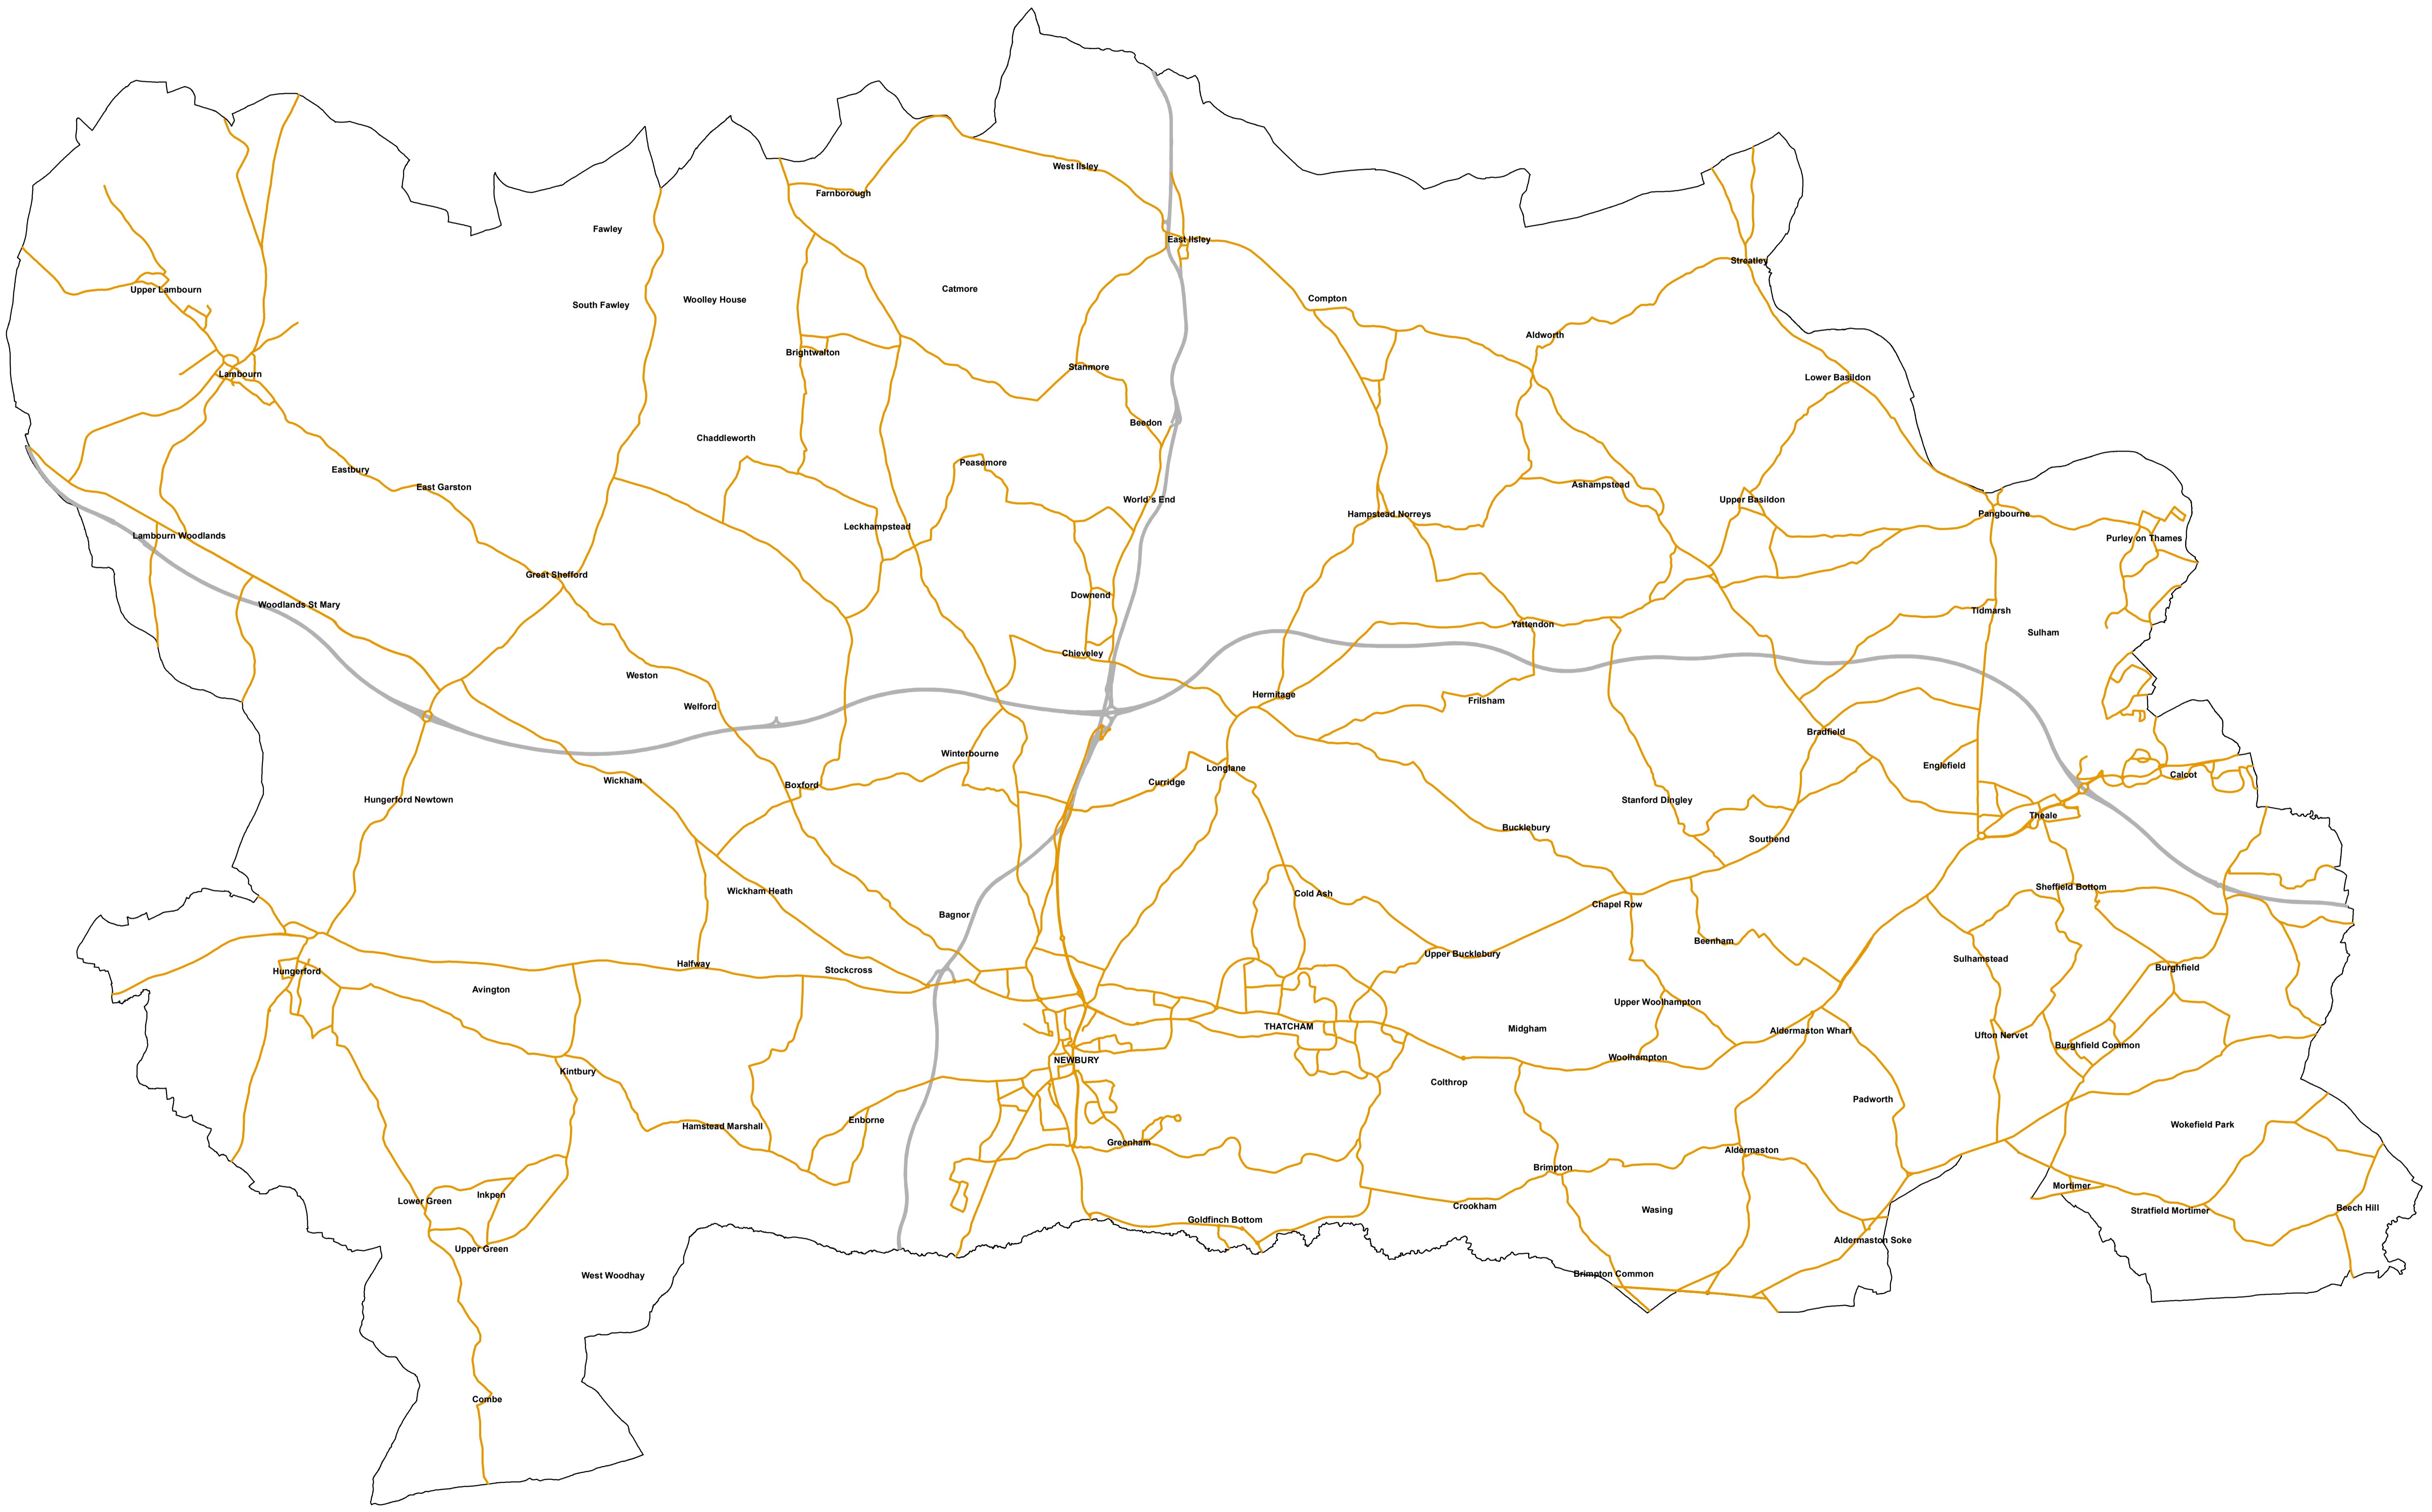 West Ilsley
Farnborough
Fawley
East Ilsley
Streatley
Upper Lambourn
Catmore
Woolley House
Compton
South Fawley
Aldworth
Brightwalton
Stanmore
Lambourn
Lower Basildon
Beedon
Chaddleworth
Peasemore
Eastbury
East Garston
Ashampstead
World's End
Upper Basildon
Hampstead Norreys
Pangbourne
Leckhampstead
Lambourn Woodlands
Purley on Thames
Great Shefford
Downend
Woodlands St Mary
Tidmarsh
Yattendon
Sulham
Chieveley
Weston
Hermitage
Frilsham
Welford
Bradfield
Winterbourne
Englefield
Longlane
Calcot
Wickham
Curridge
Boxford
Hungerford Newtown
Stanford Dingley
Theale
Bucklebury
Southend
Sheffield Bottom
Wickham Heath
Cold Ash
Chapel Row
Bagnor
Beenham
Upper Bucklebury
Sulhamstead
Halfway
Burghfield
Stockcross
Hungerford
Avington
Upper Woolhampton
THATCHAM
Midgham
Aldermaston Wharf
Ufton Nervet
Burghfield Common
Woolhampton
NEWBURY
Kintbury
Colthrop
Padworth
Enborne
Wokefield Park
Hamstead Marshall
Greenham
Aldermaston
Brimpton
Mortimer
Inkpen
Lower Green
Crookham
Beech Hill
Wasing
Stratfield Mortimer
Goldfinch Bottom
Aldermaston Soke
Upper Green
Brimpton Common
West Woodhay
Combe